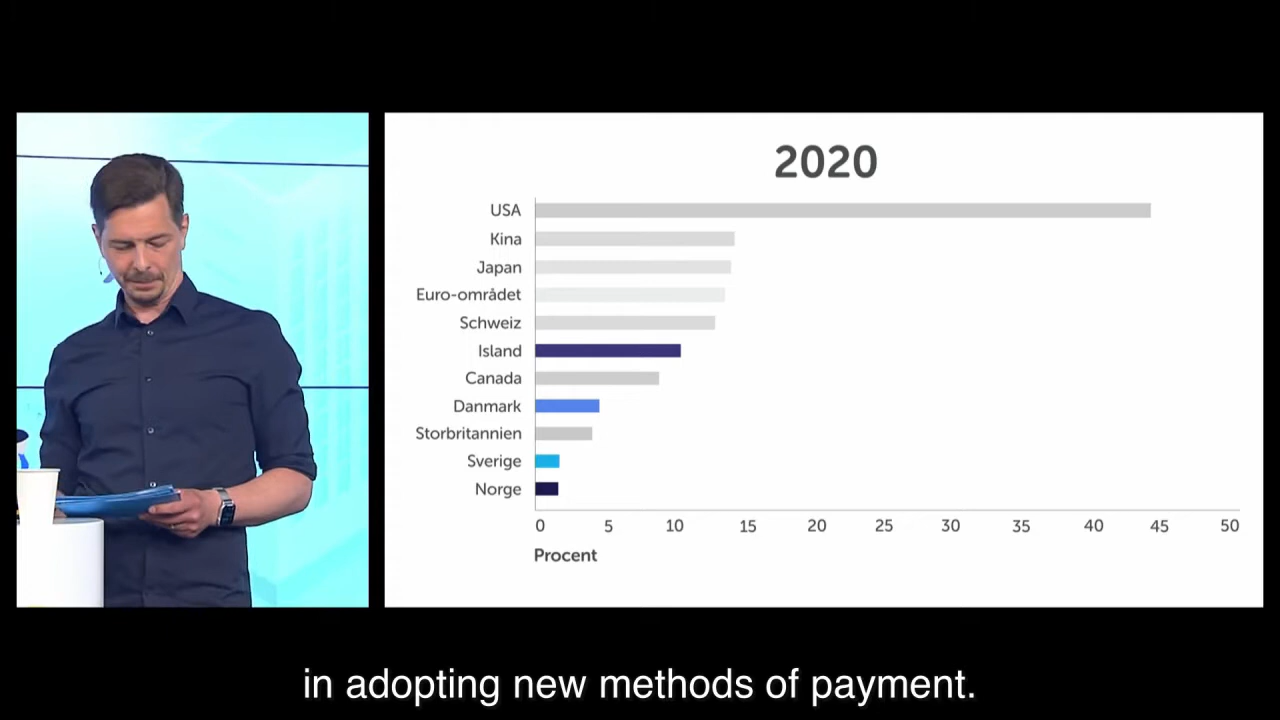 2020
USA
Kina
Japan
Euro-området
Schweiz
Island
Canada
Danmark
Storbritannien
Sverige
Norge
0 5 10 15 20 25 30 35 40 45 50
Procent
in adopting new methods of payment.